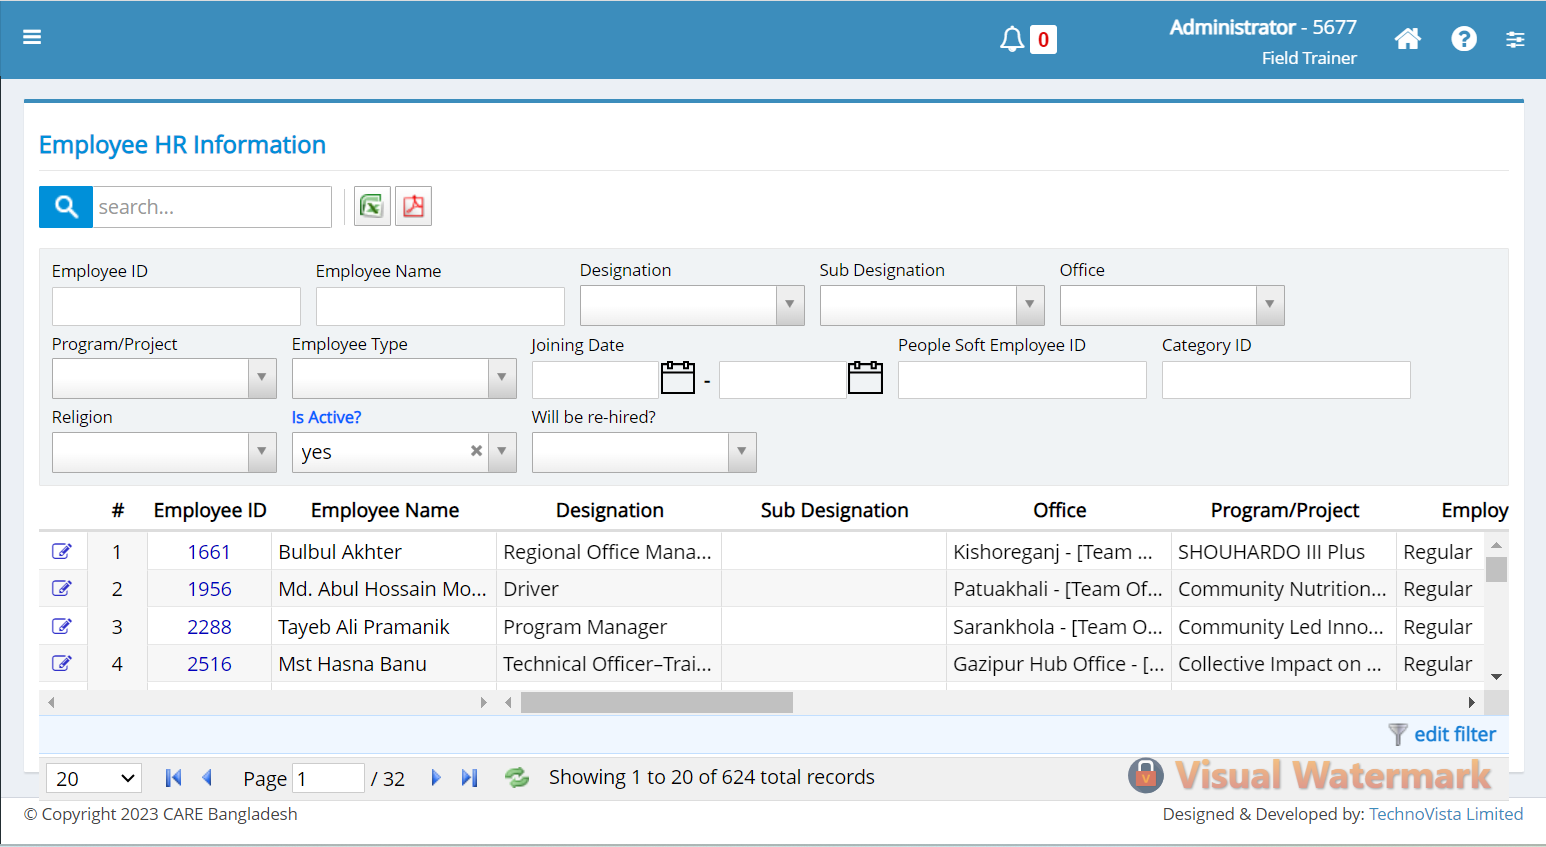 0
Administrator - 5677
Field Trainer
Employee HR Information
search...
Employee ID Employee Name Designation Sub Designation Office
Program/Project Employee Type Joining Date People Soft Employee ID Category ID
-
Religion Is Active? Will be re-hired?
yes
# Employee ID Employee Name Designation Sub Designation Office Program/Project Employ
1 1661 Bulbul Akhter Regional Office Mana... Kishoreganj - [Team ... SHOUHARDO III Plus Regular
2 1956 Md. Abul Hossain Mo... Driver Patuakhali - [Team Of... Community Nutrition... Regular
3 2288 Tayeb Ali Pramanik Program Manager Sarankhola - [Team O... Community Led Inno... Regular
4 2516 Mst Hasna Banu Technical Officer–Trai... Gazipur Hub Office - [... Collective Impact on ... Regular
edit filter
20 Page 1 / 32 Showing 1 to 20 of 624 total records
Visual Watermark
© Copyright 2023 CARE Bangladesh Designed & Developed by: TechnoVista Limited